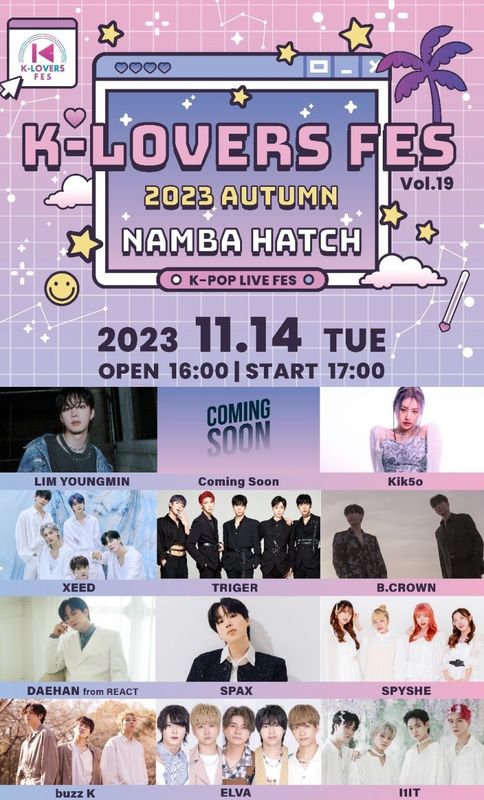 K-LOVERS
FES
K-LOVERS FES
Vol.19
2023 AUTUMN
NAMBA HATCH
K-POP LIVE FES
2023 11.14 TUE
OPEN 16:00 | START 17:00
COMING
SOON
LIM YOUNGMIN
Coming Soon
Kik5o
XEED
TRIGER
B.CROWN
DAEHAN from REACT
SPAX
SPYSHE
buzz K
ELVA
I1IT